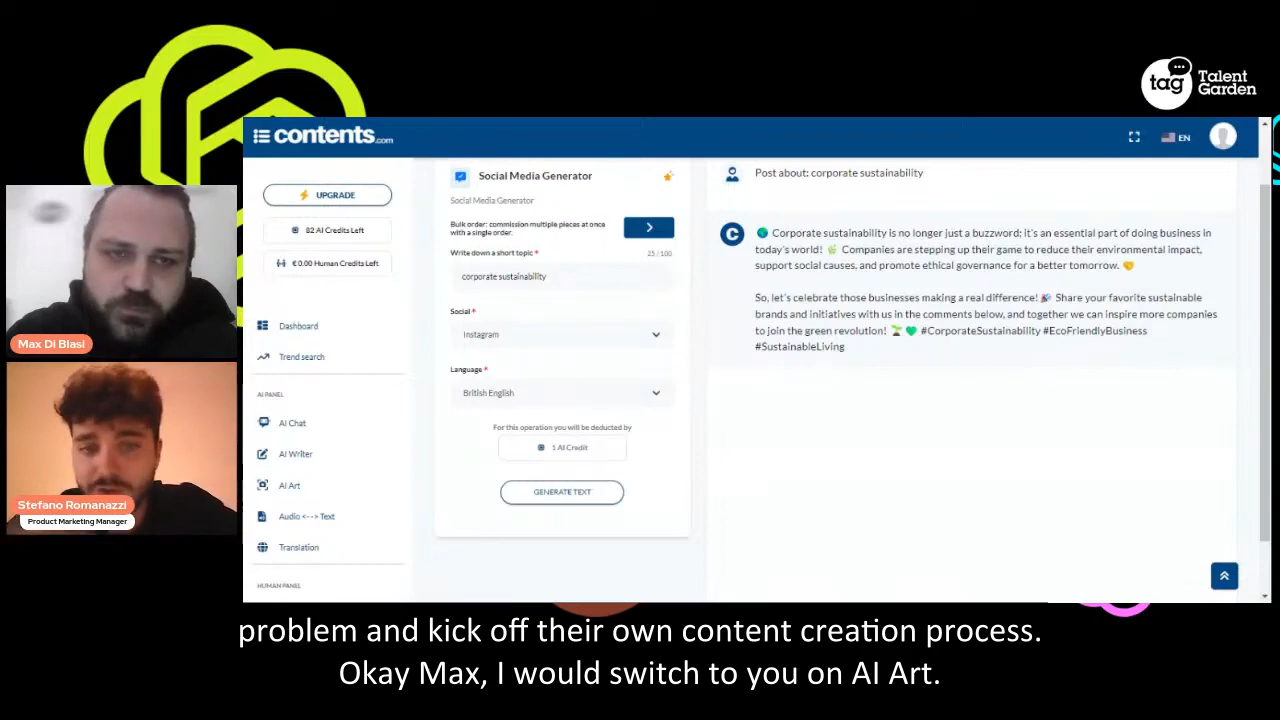 tag
Talent
Garden
contents.com
EN
UPGRADE
82 AI Credits Left
€0.00 Human Credits Left
Dashboard
Trend search
AI PANEL
AI Chat
AI Writer
AI Art
Audio <--> Text
Translation
HUMAN PANEL
Social Media Generator
Social Media Generator
Bulk order: commission multiple pieces at once
with a single order.
Write down a short topic *
25 / 100
corporate sustainability
Social *
Instagram
Language *
British English
For this operation you will be deducted by
1 AI Credit
GENERATE TEXT
Post about: corporate sustainability
C
🌍 Corporate sustainability is no longer just a buzzword; it's an essential part of doing business in
today's world! 🌿 Companies are stepping up their game to reduce their environmental impact,
support social causes, and promote ethical governance for a better tomorrow. 🤝
So, let's celebrate those businesses making a real difference! 🎉 Share your favorite sustainable
brands and initiatives with us in the comments below, and together we can inspire more companies
to join the green revolution! 🌱 💚 #CorporateSustainability #EcoFriendlyBusiness
#SustainableLiving
Max Di Blasi
Stefano Romanazzi
Product Marketing Manager
problem and kick off their own content creation process.
Okay Max, I would switch to you on AI Art.